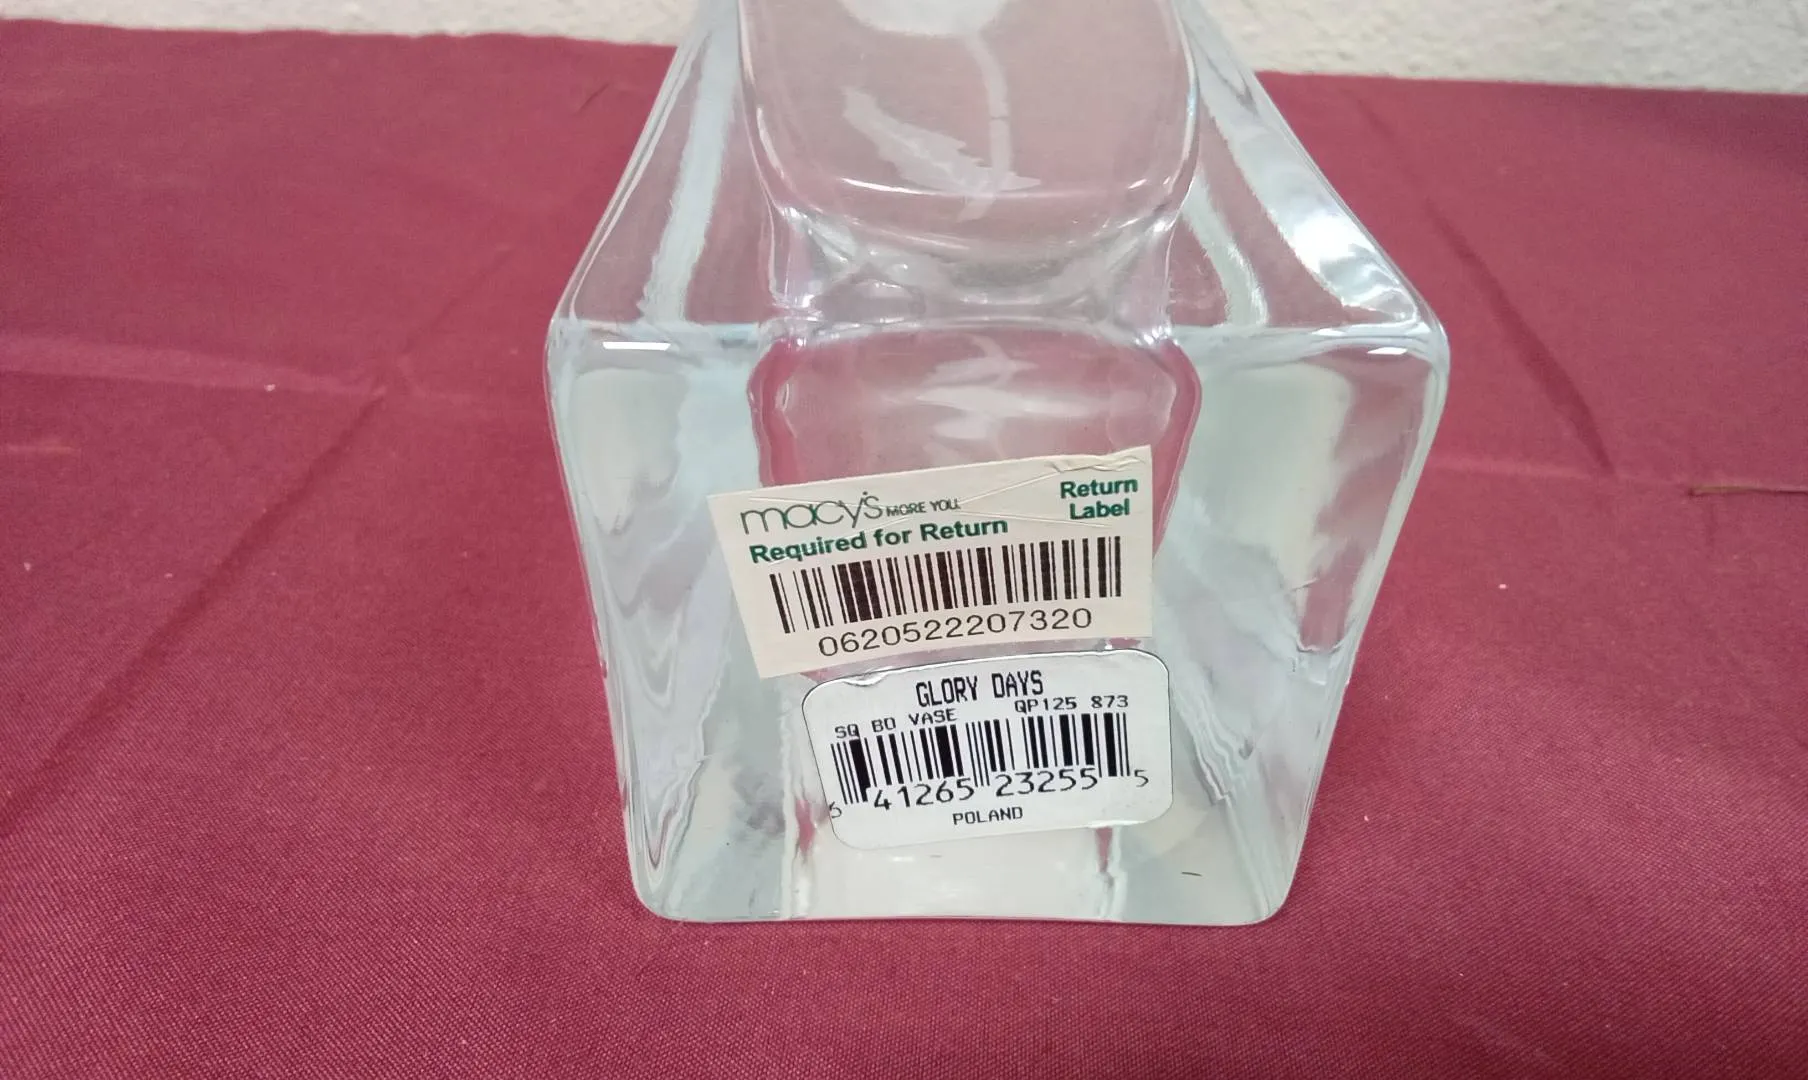 macy's MORE YOU.
Return
Label
Required for Return
0620522207320
GLORY DAYS
SQ BO VASE QP125 873
6 41265 23255 5
POLAND